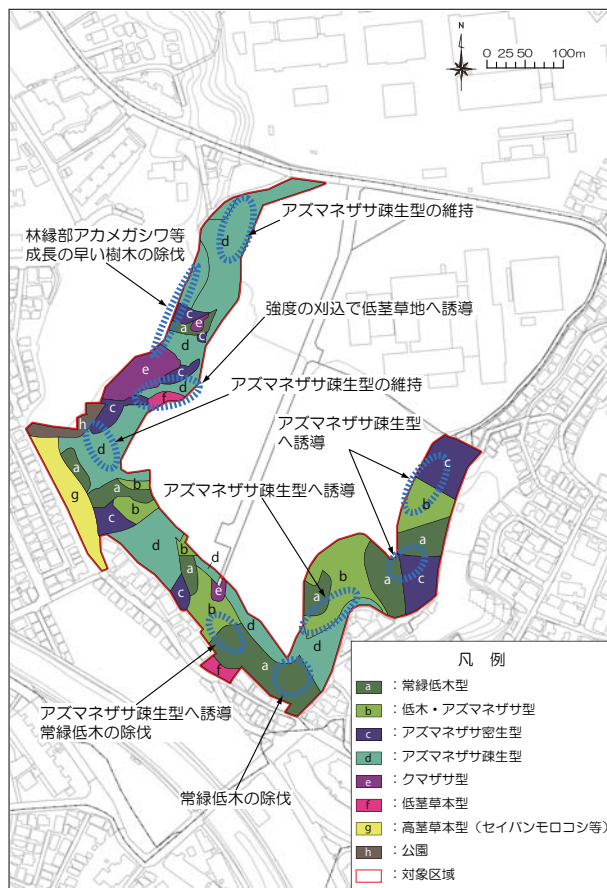 N
0 25 50 100m
アズマネザサ疎生型の維持
林縁部アカメガシワ等
成長の早い樹木の除伐
強度の刈込で低茎草地へ誘導
アズマネザサ疎生型の維持
アズマネザサ疎生型
へ誘導
アズマネザサ疎生型へ誘導
アズマネザサ疎生型へ誘導
常緑低木の除伐
常緑低木の除伐
d
c
e
a
c
d
e
c
d
f
c
h
d
a
g
a
b
c
b
d
b
d
a
c
e
b
d
a
f
b
a
d
a
c
b
a
c
凡 例
a :常緑低木型
b :低木・アズマネザサ型
c :アズマネザサ密生型
d :アズマネザサ疎生型
e :クマザサ型
f :低茎草本型
g :高茎草本型(セイバンモロコシ等)
h :公園
:対象区域